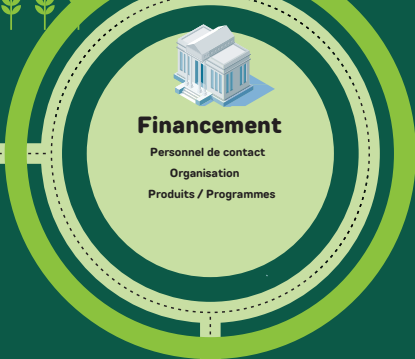 Financement
Personnel de contact
Organisation
Produits / Programmes